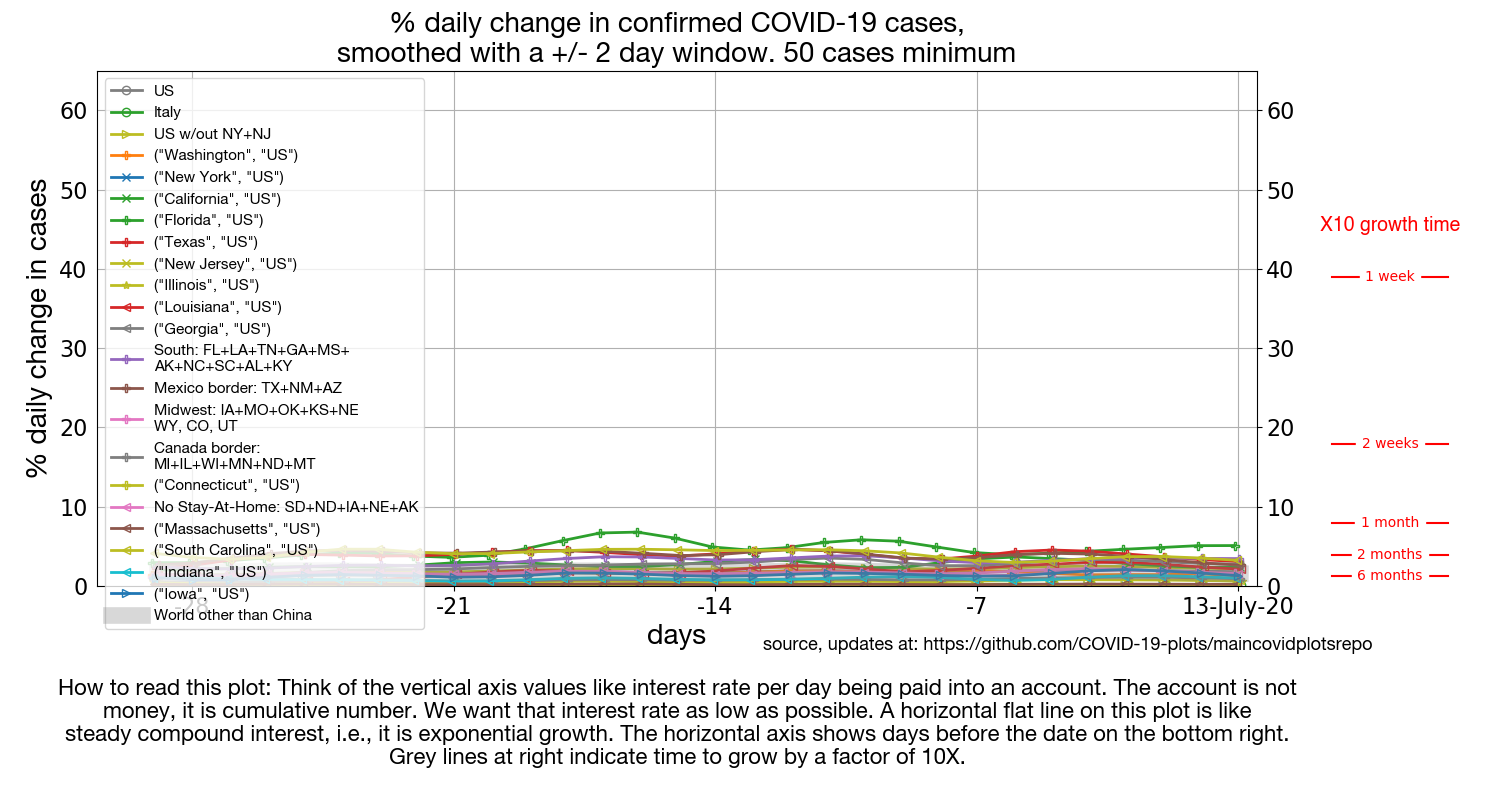 % daily change in confirmed COVID-19 cases,
smoothed with a +/- 2 day window. 50 cases minimum
% daily change in cases
60
50
40
30
20
10
0
US
Italy
US w/out NY+NJ
("Washington", "US")
("New York", "US")
("California", "US")
("Florida", "US")
("Texas", "US")
("New Jersey", "US")
("Illinois", "US")
("Louisiana", "US")
("Georgia", "US")
South: FL+LA+TN+GA+MS+
AK+NC+SC+AL+KY
Mexico border: TX+NM+AZ
Midwest: IA+MO+OK+KS+NE
WY, CO, UT
Canada border:
MI+IL+WI+MN+ND+MT
("Connecticut", "US")
No Stay-At-Home: SD+ND+IA+NE+AK
("Massachusetts", "US")
("South Carolina", "US")
("Indiana", "US")
("Iowa", "US")
World other than China
60
50
40
30
20
10
0
X10 growth time
1 week
2 weeks
1 month
2 months
6 months
-28
-21
-14
-7
13-July-20
days
source, updates at: https://github.com/COVID-19-plots/maincovidplotsrepo
How to read this plot: Think of the vertical axis values like interest rate per day being paid into an account. The account is not
money, it is cumulative number. We want that interest rate as low as possible. A horizontal flat line on this plot is like
steady compound interest, i.e., it is exponential growth. The horizontal axis shows days before the date on the bottom right.
Grey lines at right indicate time to grow by a factor of 10X.